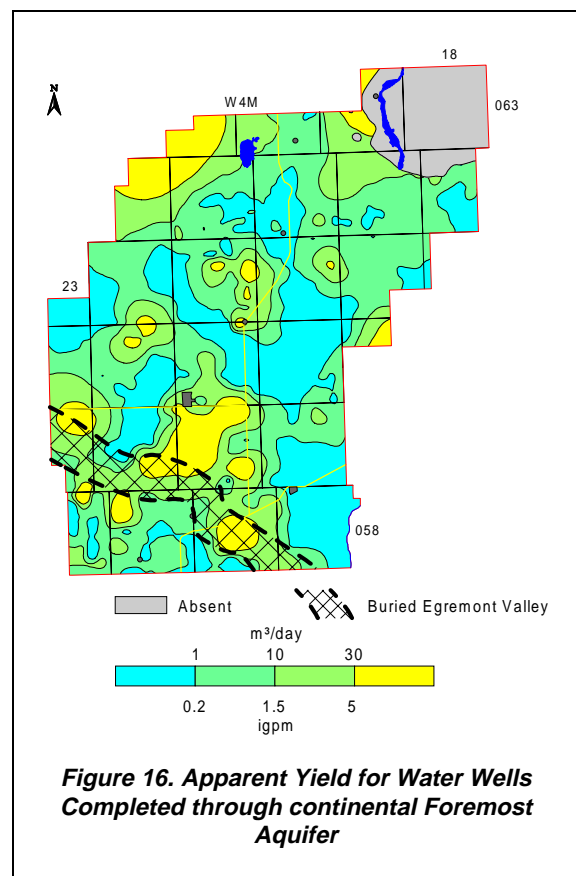 18
N
W4M
063
23
058
Absent
Buried Egremont Valley
m³/day
1 10 30
0.2 1.5 5
igpm
Figure 16. Apparent Yield for Water Wells
Completed through continental Foremost
Aquifer